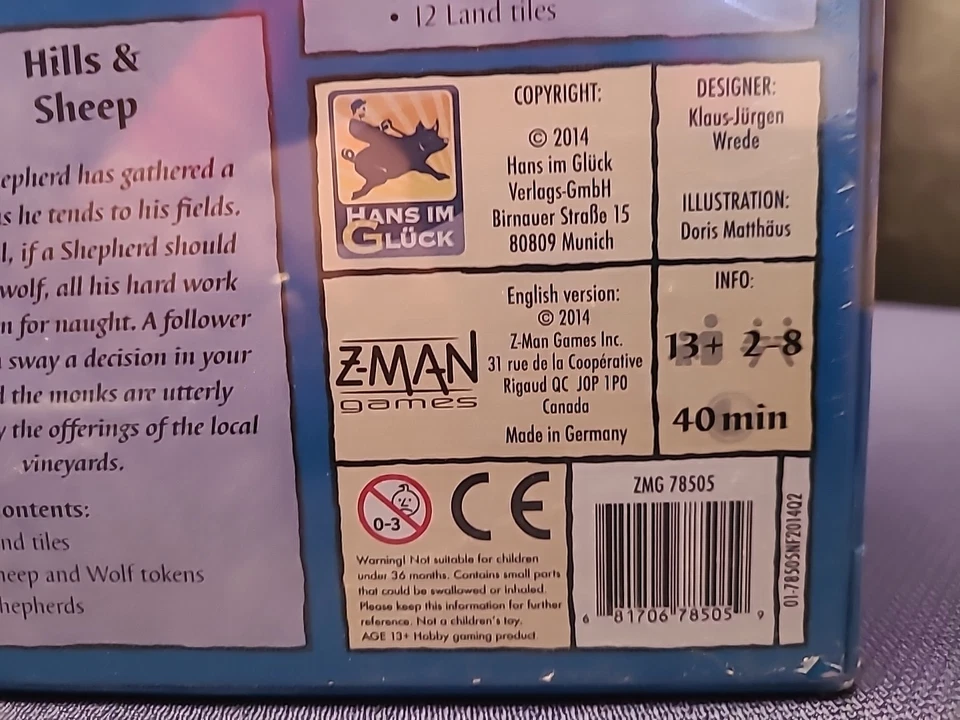 • 12 Land tiles
Hills &
Sheep
has gathered a
he tends to his fields.
if a Shepherd should
wolf, all his hard work
for naught. A follower
sway a decision in your
the monks are utterly
the offerings of the local
vineyards.
tiles
and Wolf tokens
HANS IM
GLÜCK
COPYRIGHT:
© 2014
Hans im Glück
Verlags-GmbH
Birnauer Straße 15
80809 Munich
DESIGNER:
Klaus-Jürgen
Wrede
ILLUSTRATION:
Doris Matthäus
Z-MAN
games
English version:
© 2014
Z-Man Games Inc.
31 rue de la Coopérative
Rigaud QC J0P 1P0
Canada
Made in Germany
INFO:
13+ 2-8
40 min
0-3
CE
Warning! Not suitable for children
under 36 months. Contains small parts
that could be swallowed or inhaled.
Please keep this information for further
reference. Not a children's toy.
AGE 13+ Hobby gaming product
ZMG 78505
6 81706 78505 9
01-78505NF2014Q2